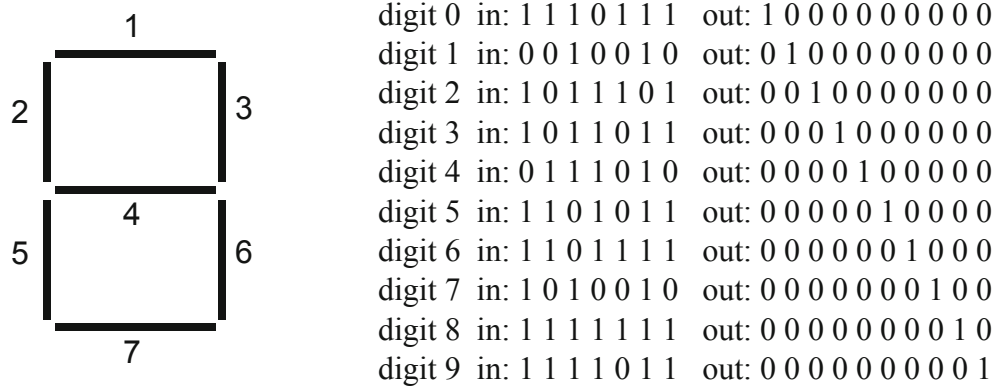 1
2
3
4
5
6
7
digit 0 in: 1 1 1 0 1 1 1 out: 1 0 0 0 0 0 0 0 0 0
digit 1 in: 0 0 1 0 0 1 0 out: 0 1 0 0 0 0 0 0 0 0
digit 2 in: 1 0 1 1 1 0 1 out: 0 0 1 0 0 0 0 0 0 0
digit 3 in: 1 0 1 1 0 1 1 out: 0 0 0 1 0 0 0 0 0 0
digit 4 in: 0 1 1 1 0 1 0 out: 0 0 0 0 1 0 0 0 0 0
digit 5 in: 1 1 0 1 0 1 1 out: 0 0 0 0 0 1 0 0 0 0
digit 6 in: 1 1 0 1 1 1 1 out: 0 0 0 0 0 0 1 0 0 0
digit 7 in: 1 0 1 0 0 1 0 out: 0 0 0 0 0 0 0 1 0 0
digit 8 in: 1 1 1 1 1 1 1 out: 0 0 0 0 0 0 0 0 1 0
digit 9 in: 1 1 1 1 0 1 1 out: 0 0 0 0 0 0 0 0 0 1